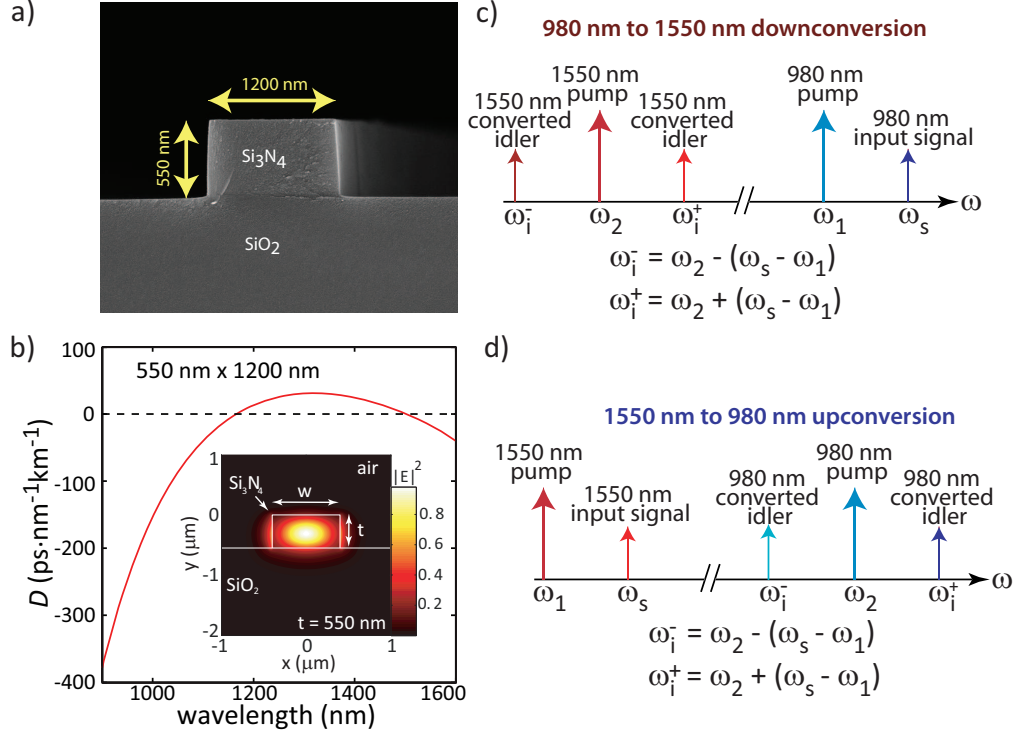 a)
1200 nm
550 nm
Si₃N₄
SiO₂
b)
550 nm x 1200 nm
100
0
-100
-200
-300
-400
D (ps·nm⁻¹km⁻¹)
1000
1200
1400
1600
wavelength (nm)
air
|E|²
Si₃N₄
w
t
SiO₂
t = 550 nm
1
0
-1
-2
y (μm)
-1
0
1
x (μm)
0.8
0.6
0.4
0.2
c)
980 nm to 1550 nm downconversion
1550 nm
converted
idler
1550 nm
pump
1550 nm
converted
idler
980 nm
pump
980 nm
input signal
ωᵢ⁻
ω₂
ωᵢ⁺
ω₁
ωₛ
ω
ωᵢ⁻ = ω₂ - (ωₛ - ω₁)
ωᵢ⁺ = ω₂ + (ωₛ - ω₁)
d)
1550 nm to 980 nm upconversion
1550 nm
pump
1550 nm
input signal
980 nm
converted
idler
980 nm
pump
980 nm
converted
idler
ω₁
ωₛ
ωᵢ⁻
ω₂
ωᵢ⁺
ω
ωᵢ⁻ = ω₂ - (ωₛ - ω₁)
ωᵢ⁺ = ω₂ + (ωₛ - ω₁)